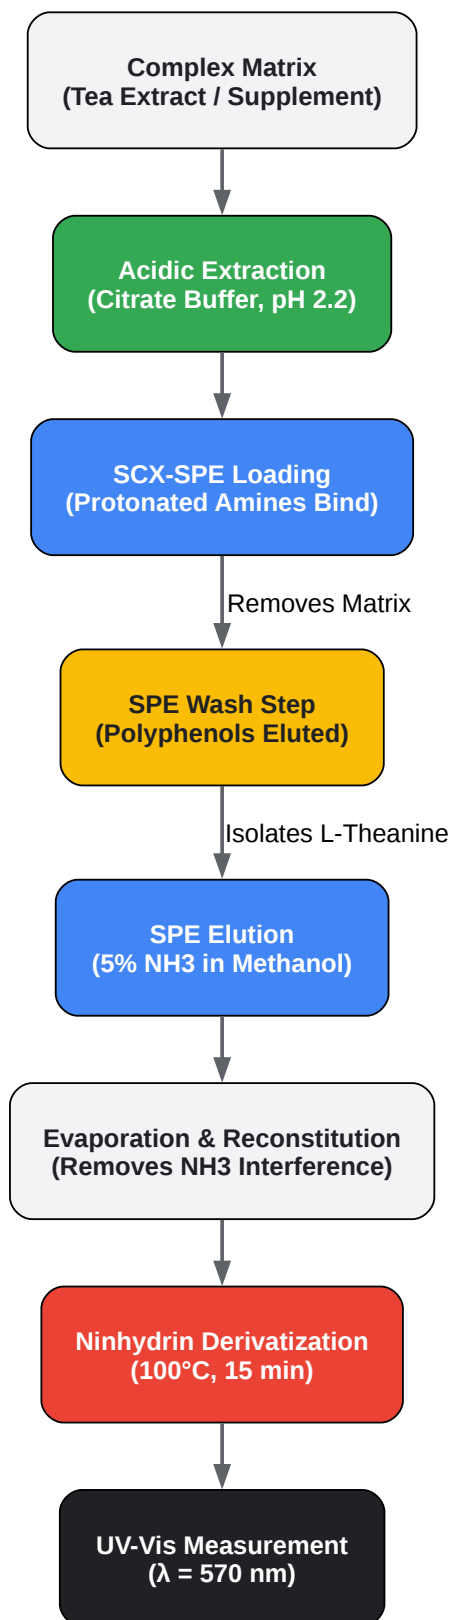 Complex Matrix
(Tea Extract / Supplement)
Acidic Extraction
(Citrate Buffer, pH 2.2)
SCX-SPE Loading
(Protonated Amines Bind)
Removes Matrix
SPE Wash Step
(Polyphenols Eluted)
Isolates L-Theanine
SPE Elution
(5% NH3 in Methanol)
Evaporation & Reconstitution
(Removes NH3 Interference)
Ninhydrin Derivatization
(100°C, 15 min)
UV-Vis Measurement
(λ = 570 nm)